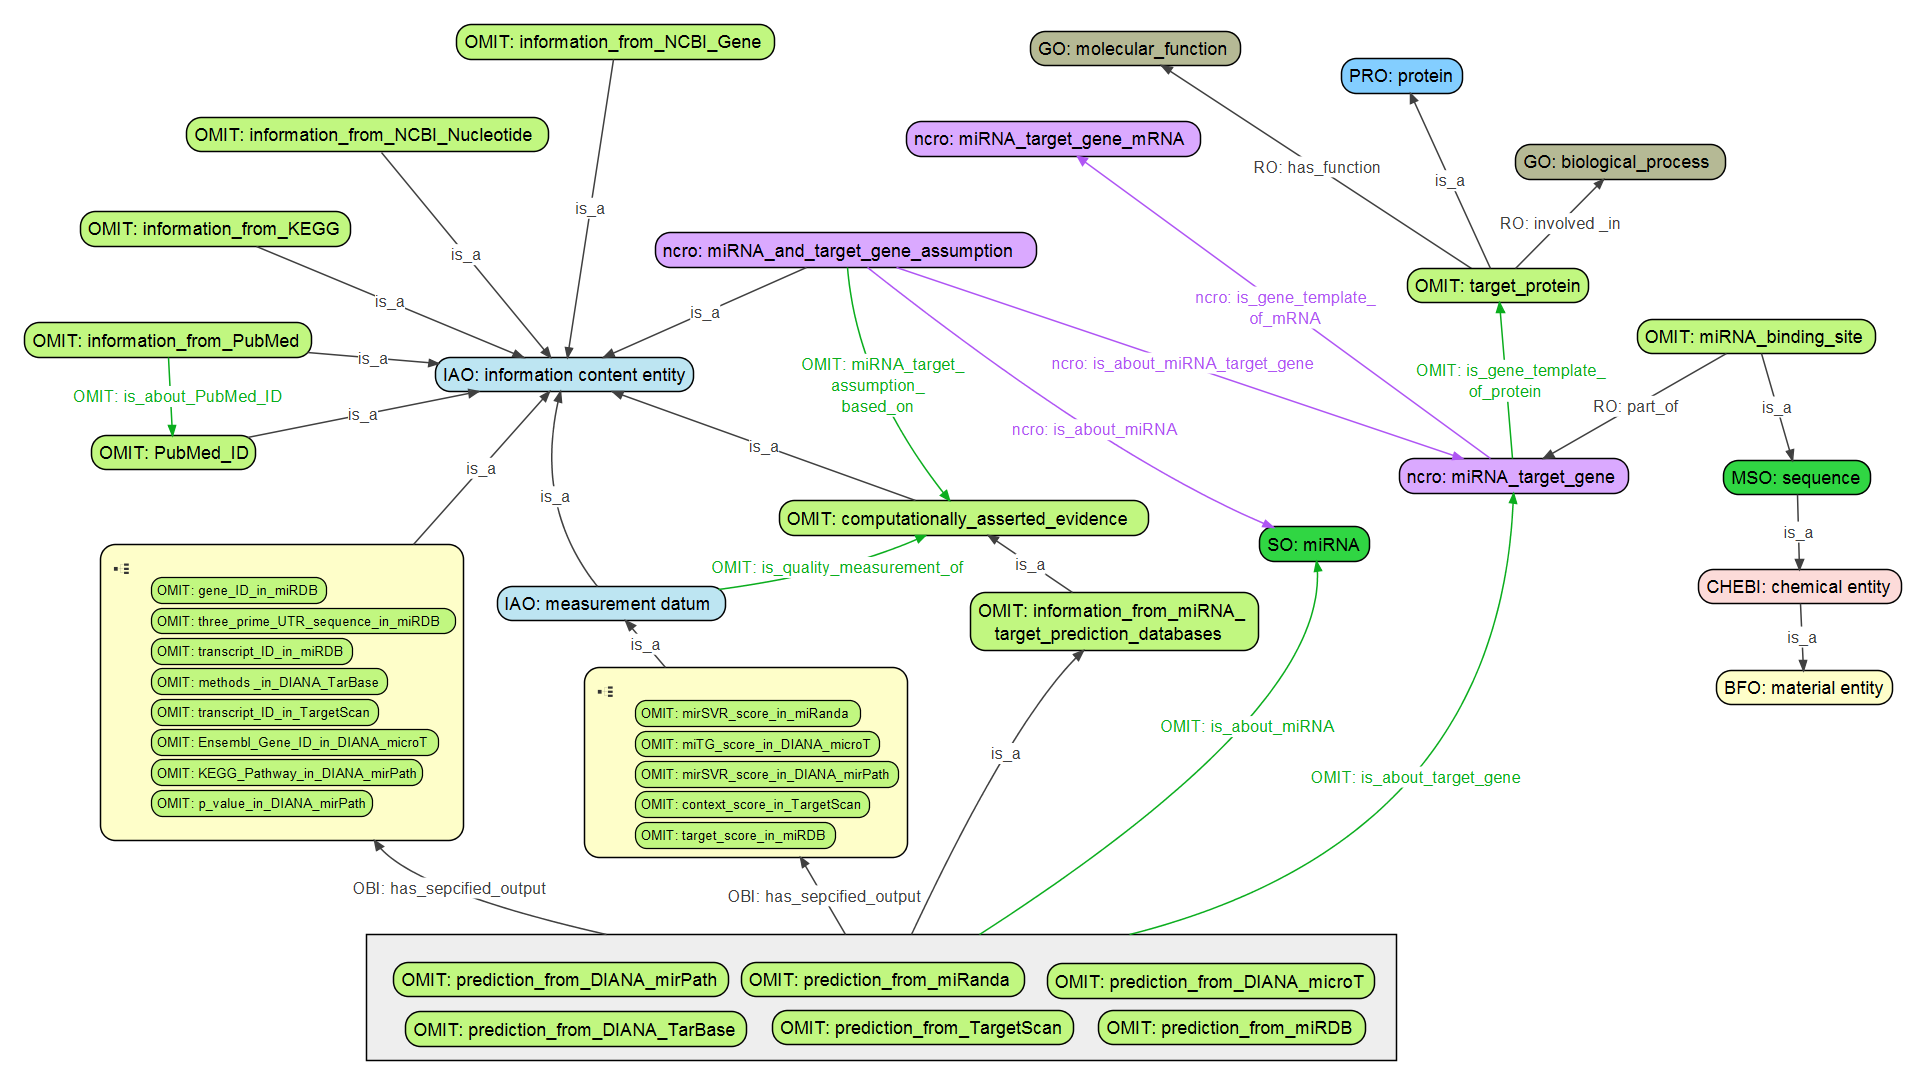 OMIT: information_from_NCBI_Gene
GO: molecular_function
PRO: protein
OMIT: information_from_NCBI_Nucleotide
ncro: miRNA_target_gene_mRNA
GO: biological_process
RO: has_function
is_a
is_a
RO: involved _in
OMIT: information_from_KEGG
is_a
ncro: miRNA_and_target_gene_assumption
OMIT: target_protein
is_a
is_a
is_a
ncro: is_gene_template_
of_mRNA
OMIT: information_from_PubMed
OMIT: miRNA_binding_site
is_a
IAO: information content entity
OMIT: miRNA_target_
assumption_
based_on
ncro: is_about_miRNA_target_gene
OMIT: is_gene_template_
of_protein
OMIT: is_about_PubMed_ID
is_a
RO: part_of
is_a
ncro: is_about_miRNA
OMIT: PubMed_ID
is_a
is_a
is_a
ncro: miRNA_target_gene
MSO: sequence
OMIT: computationally_asserted_evidence
is_a
SO: miRNA
OMIT: is_quality_measurement_of
is_a
CHEBI: chemical entity
IAO: measurement datum
OMIT: information_from_miRNA_
target_prediction_databases
is_a
is_a
BFO: material entity
OMIT: gene_ID_in_miRDB
OMIT: three_prime_UTR_sequence_in_miRDB
OMIT: transcript_ID_in_miRDB
OMIT: methods _in_DIANA_TarBase
OMIT: transcript_ID_in_TargetScan
OMIT: Ensembl_Gene_ID_in_DIANA_microT
OMIT: KEGG_Pathway_in_DIANA_mirPath
OMIT: p_value_in_DIANA_mirPath
OMIT: mirSVR_score_in_miRanda
OMIT: miTG_score_in_DIANA_microT
OMIT: mirSVR_score_in_DIANA_mirPath
OMIT: context_score_in_TargetScan
OMIT: target_score_in_miRDB
is_a
OMIT: is_about_miRNA
OMIT: is_about_target_gene
OBI: has_sepcified_output
OBI: has_sepcified_output
OMIT: prediction_from_DIANA_mirPath
OMIT: prediction_from_miRanda
OMIT: prediction_from_DIANA_microT
OMIT: prediction_from_DIANA_TarBase
OMIT: prediction_from_TargetScan
OMIT: prediction_from_miRDB